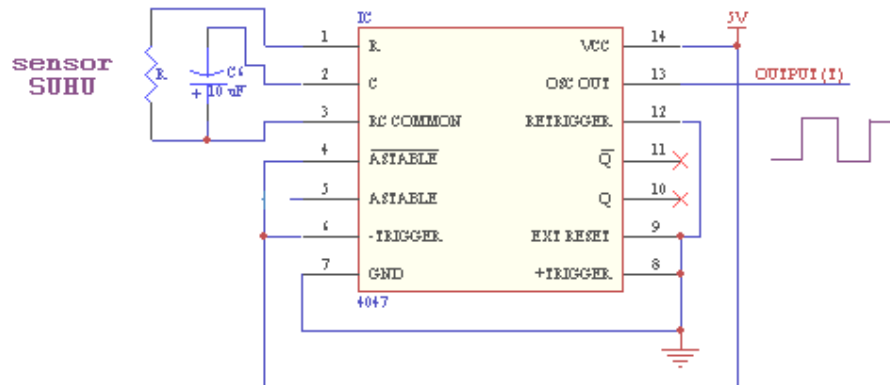 IC
5V
sensor
SUHU
R
C6
+ 10 uF
1
R
2
C
3
RC COMMON
4
ASTABLE
5
ASTABLE
6
-TRIGGER
7
GND
VCC
14
OSC OUT
13
RETRIGGER
12
Q
11
Q
10
EXT RESET
9
+TRIGGER
8
OUTPUT (T)
4047